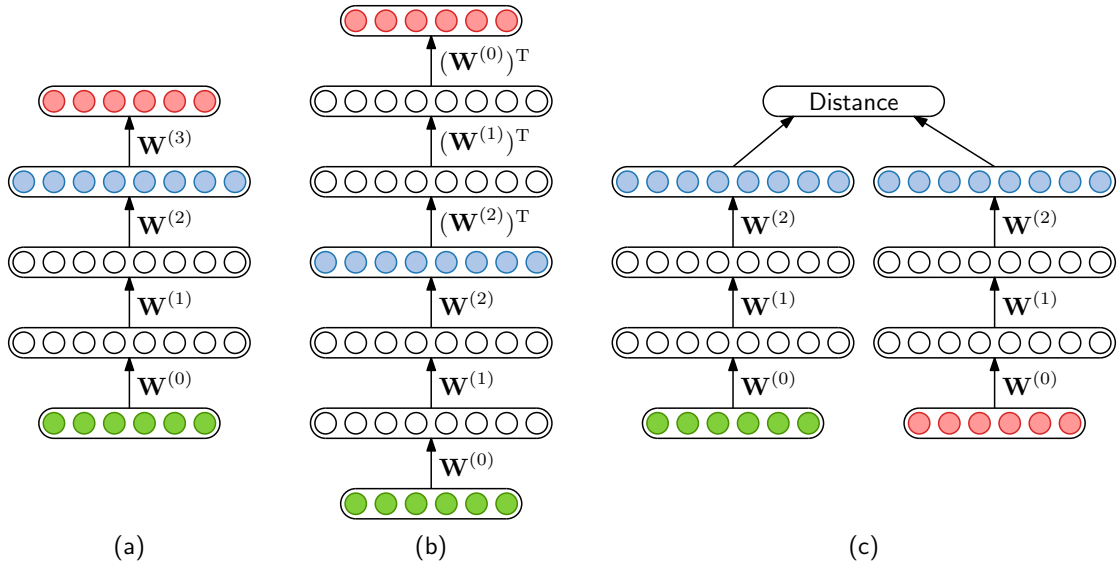 W^(3)
W^(2)
W^(1)
W^(0)
(a)
(W^(0))^T
(W^(1))^T
(W^(2))^T
W^(2)
W^(1)
W^(0)
(b)
Distance
W^(2)
W^(2)
W^(1)
W^(1)
W^(0)
W^(0)
(c)